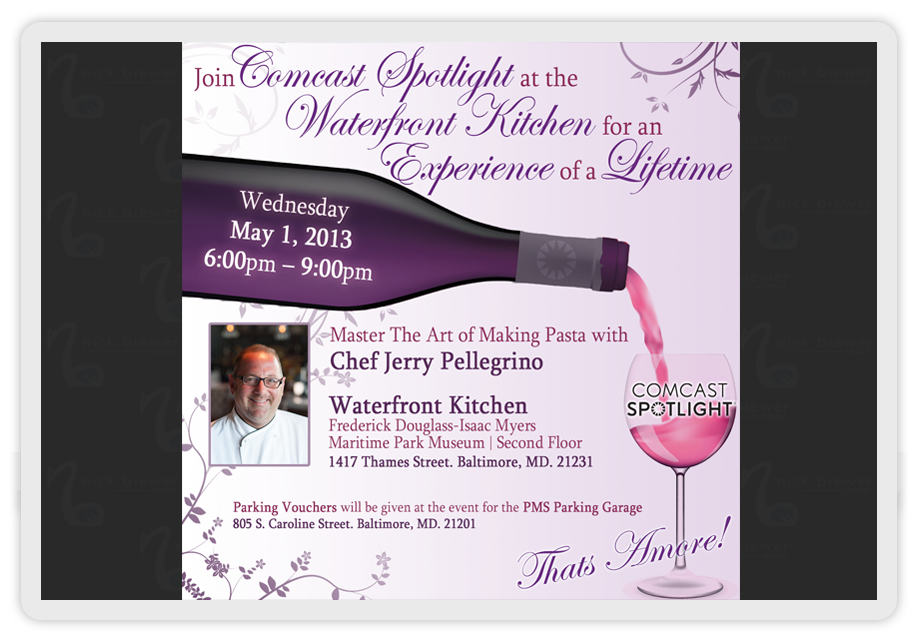 Join Comcast Spotlight at the
Waterfront Kitchen for an
Experience of a Lifetime
Wednesday
May 1, 2013
6:00pm – 9:00pm
Master The Art of Making Pasta with
Chef Jerry Pellegrino
Waterfront Kitchen
Frederick Douglass-Isaac Myers
Maritime Park Museum | Second Floor
1417 Thames Street. Baltimore, MD. 21231
COMCAST
SPOTLIGHT
Parking Vouchers will be given at the event for the PMS Parking Garage
805 S. Caroline Street. Baltimore, MD. 21201
Thats Amore!